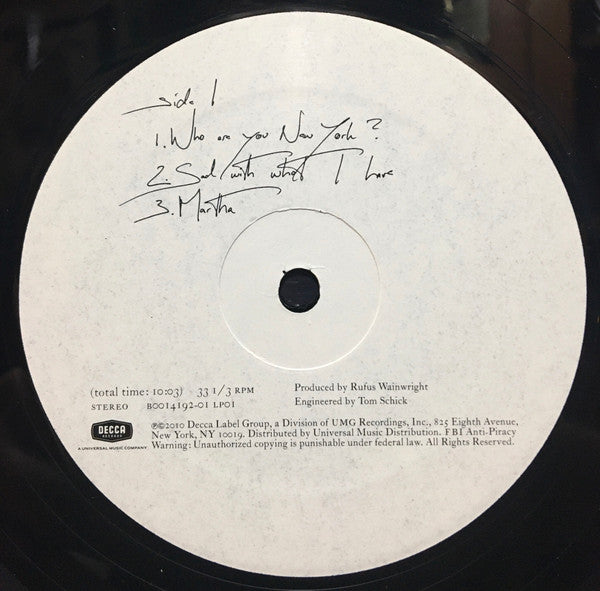 Side 1
1. Who are you New York?
2. Sad with what I have
3. Martha
(total time: 10:03) 33 1/3 RPM
STEREO B0014192-01 LP01
Produced by Rufus Wainwright
Engineered by Tom Schick
DECCA
RECORDS
A UNIVERSAL MUSIC COMPANY
℗©2010 Decca Label Group, a Division of UMG Recordings, Inc., 825 Eighth Avenue,
New York, NY 10019. Distributed by Universal Music Distribution. FBI Anti-Piracy
Warning: Unauthorized copying is punishable under federal law. All Rights Reserved.